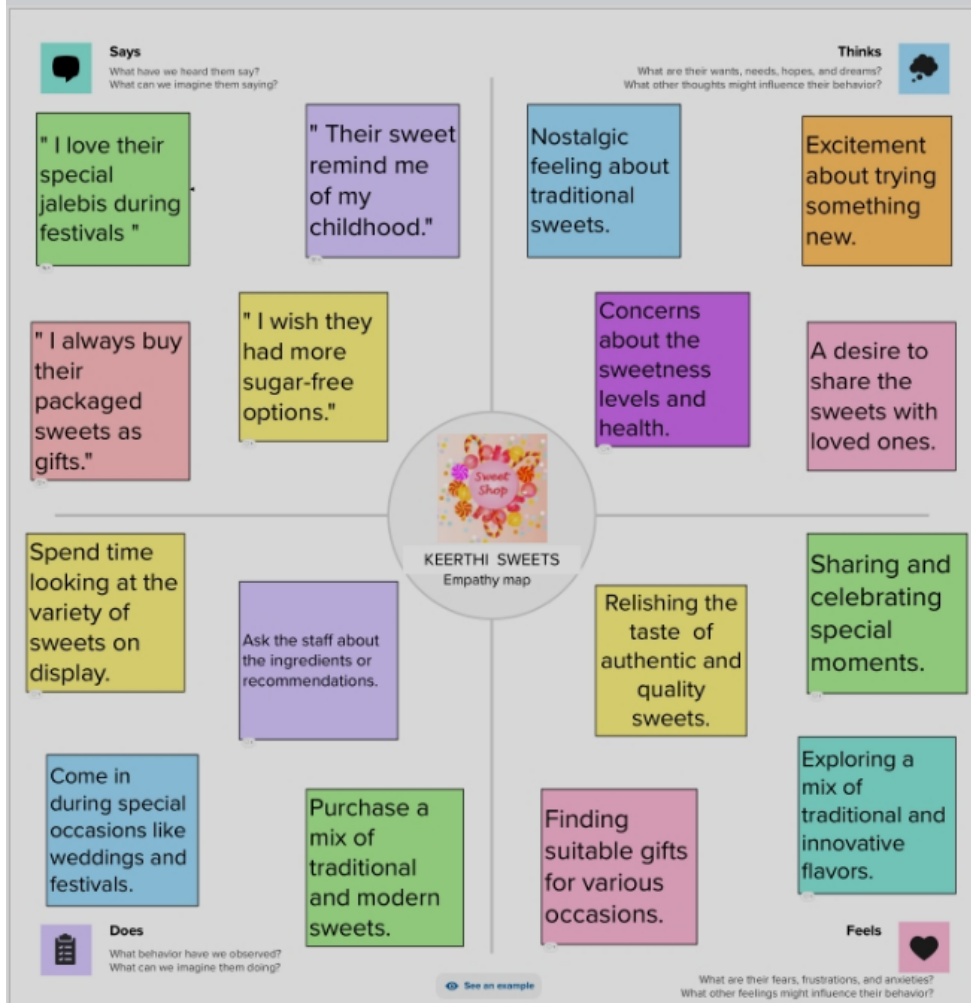 Says
What have we heard them say?
What can we imagine them saying?
Thinks
What are their wants, needs, hopes, and dreams?
What other thoughts might influence their behavior?
" I love their
special
jalebis during
festivals "
" Their sweet
remind me
of my
childhood."
Nostalgic
feeling about
traditional
sweets.
Excitement
about trying
something
new.
" I always buy
their
packaged
sweets as
gifts."
" I wish they
had more
sugar-free
options."
Concerns
about the
sweetness
levels and
health.
A desire to
share the
sweets with
loved ones.
Sweet
Shop
KEERTHI SWEETS
Empathy map
Spend time
looking at the
variety of
sweets on
display.
Ask the staff about
the ingredients or
recommendations.
Relishing the
taste of
authentic and
quality
sweets.
Sharing and
celebrating
special
moments.
Come in
during special
occasions like
weddings and
festivals.
Purchase a
mix of
traditional
and modern
sweets.
Finding
suitable gifts
for various
occasions.
Exploring a
mix of
traditional and
innovative
flavors.
Does
What behavior have we observed?
What can we imagine them doing?
See an example
Feels
What are their fears, frustrations, and anxieties?
What other feelings might influence their behavior?